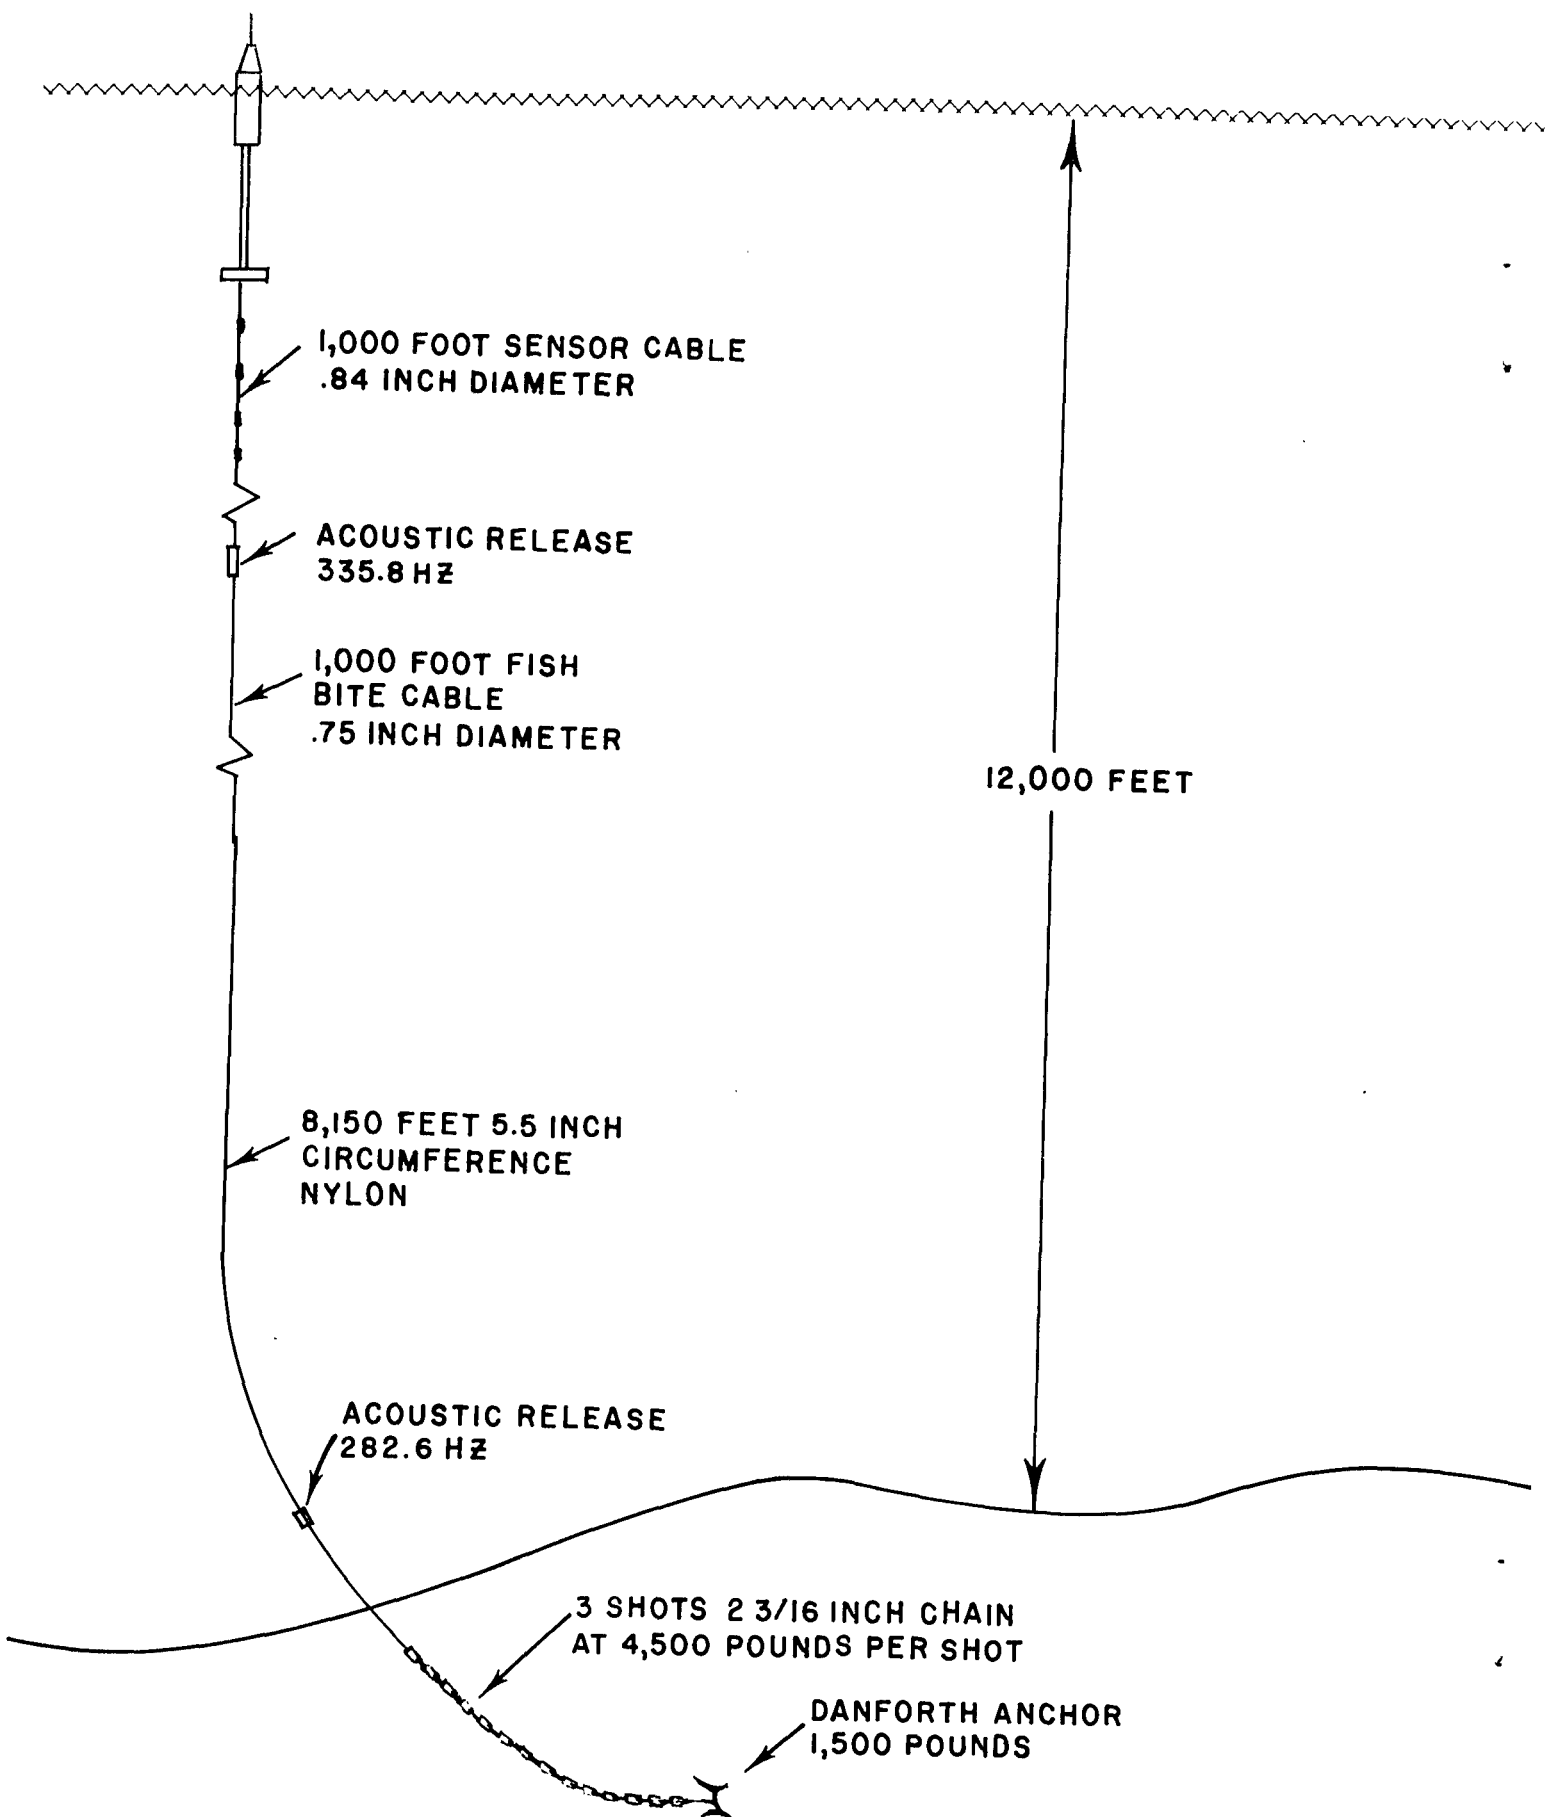 1,000 FOOT SENSOR CABLE
.84 INCH DIAMETER
ACOUSTIC RELEASE
335.8 HZ
1,000 FOOT FISH
BITE CABLE
.75 INCH DIAMETER
12,000 FEET
8,150 FEET 5.5 INCH
CIRCUMFERENCE
NYLON
ACOUSTIC RELEASE
282.6 HZ
3 SHOTS 2 3/16 INCH CHAIN
AT 4,500 POUNDS PER SHOT
DANFORTH ANCHOR
1,500 POUNDS